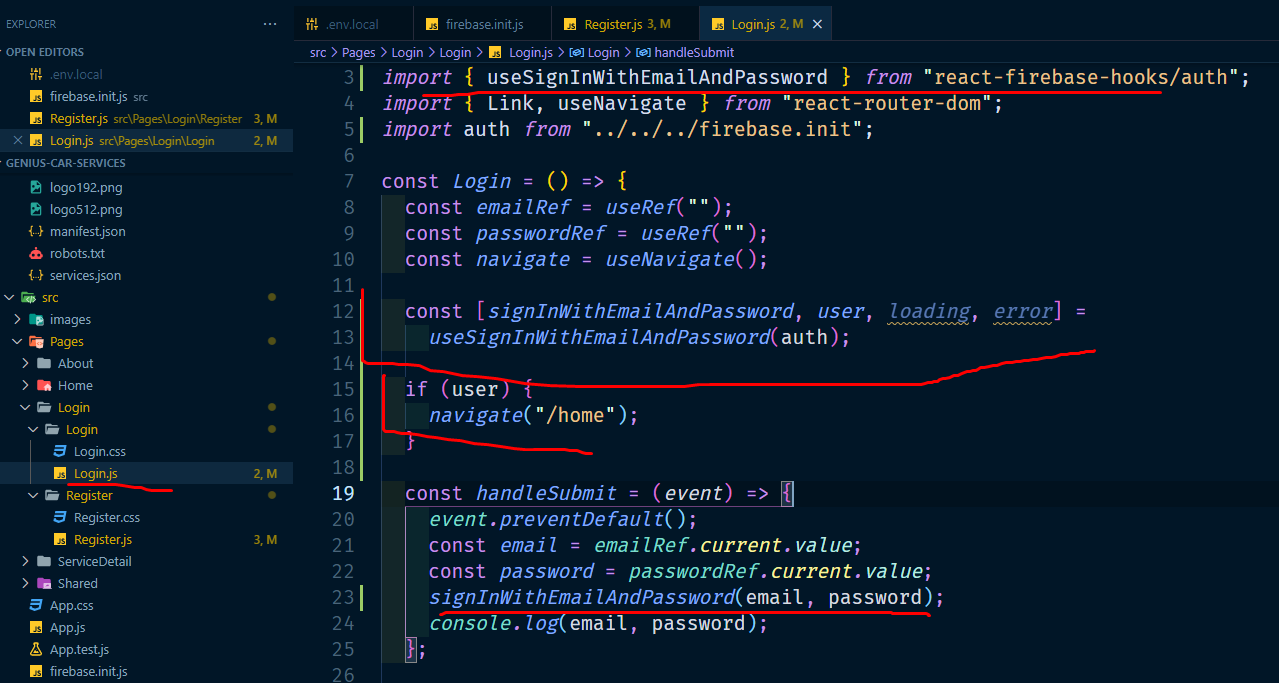 EXPLORER ...
OPEN EDITORS
.env.local
firebase.init.js src
Register.js src\Pages\Login\Register 3, M
Login.js src\Pages\Login\Login 2, M
GENIUS-CAR-SERVICES
logo192.png
logo512.png
manifest.json
robots.txt
services.json
src
images
Pages
About
Home
Login
Login
Login.css
Login.js 2, M
Register
Register.css
Register.js 3, M
ServiceDetail
Shared
App.css
App.js
App.test.js
firebase.init.js
.env.local
firebase.init.js
Register.js 3, M
Login.js 2, M
src > Pages > Login > Login > Login.js > Login > handleSubmit
3 import { useSignInWithEmailAndPassword } from "react-firebase-hooks/auth";
4 import { Link, useNavigate } from "react-router-dom";
5 import auth from "../../../firebase.init";
6
7 const Login = () => {
8 const emailRef = useRef("");
9 const passwordRef = useRef("");
10 const navigate = useNavigate();
11
12 const [signInWithEmailAndPassword, user, loading, error] =
13 useSignInWithEmailAndPassword(auth);
14
15 if (user) {
16 navigate("/home");
17 }
18
19 const handleSubmit = (event) => {
20 event.preventDefault();
21 const email = emailRef.current.value;
22 const password = passwordRef.current.value;
23 signInWithEmailAndPassword(email, password);
24 console.log(email, password);
25 };
26